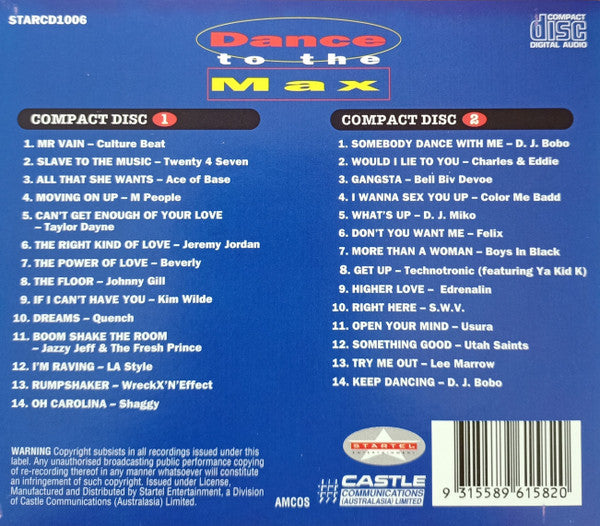 STARCD1006
Dance
to the
Max
COMPACT
disc
DIGITAL AUDIO
COMPACT DISC 1
1. MR VAIN – Culture Beat
2. SLAVE TO THE MUSIC – Twenty 4 Seven
3. ALL THAT SHE WANTS – Ace of Base
4. MOVING ON UP – M People
5. CAN'T GET ENOUGH OF YOUR LOVE
– Taylor Dayne
6. THE RIGHT KIND OF LOVE – Jeremy Jordan
7. THE POWER OF LOVE – Beverly
8. THE FLOOR – Johnny Gill
9. IF I CAN'T HAVE YOU – Kim Wilde
10. DREAMS – Quench
11. BOOM SHAKE THE ROOM
– Jazzy Jeff & The Fresh Prince
12. I'M RAVING – LA Style
13. RUMPSHAKER – WreckX'N'Effect
14. OH CAROLINA – Shaggy
COMPACT DISC 2
1. SOMEBODY DANCE WITH ME – D. J. Bobo
2. WOULD I LIE TO YOU – Charles & Eddie
3. GANGSTA – Bell Biv Devoe
4. I WANNA SEX YOU UP – Color Me Badd
5. WHAT'S UP – D. J. Miko
6. DON'T YOU WANT ME – Felix
7. MORE THAN A WOMAN – Boys In Black
8. GET UP – Technotronic (featuring Ya Kid K)
9. HIGHER LOVE – Edrenalin
10. RIGHT HERE – S.W.V.
11. OPEN YOUR MIND – Usura
12. SOMETHING GOOD – Utah Saints
13. TRY ME OUT – Lee Marrow
14. KEEP DANCING – D. J. Bobo
WARNING Copyright subsists in all recordings issued under this
label. Any unauthorised broadcasting public performance copying
of re-recording thereof in any manner whatsoever will constitute
an infringement of such copyright. Issued under License,
Manufactured and Distributed by Startel Entertainment, a Division
of Castle Communications (Australasia) Limited.
AMCOS
STARTEL
ENTERTAINMENT
CASTLE
COMMUNICATIONS
(AUSTRALASIA) LIMITED
9 315589 615820